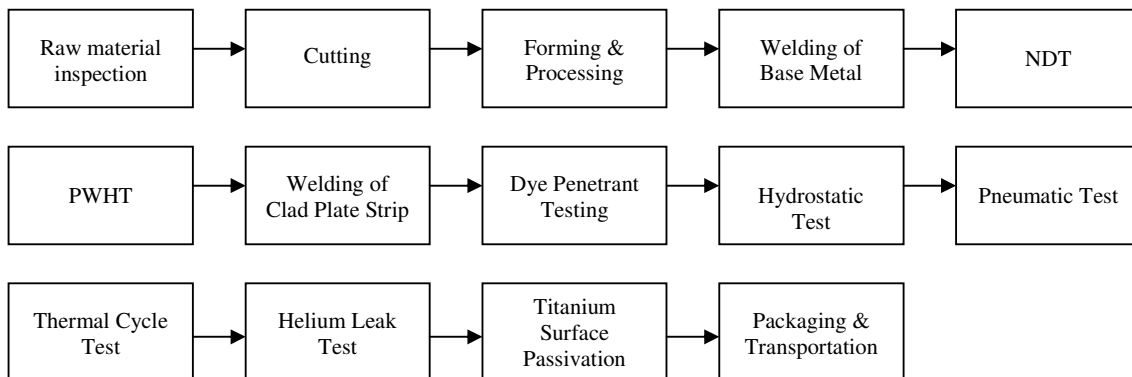 Raw material
inspection
Cutting
Forming &
Processing
Welding of
Base Metal
NDT
PWHT
Welding of
Clad Plate Strip
Dye Penetrant
Testing
Hydrostatic
Test
Pneumatic Test
Thermal Cycle
Test
Helium Leak
Test
Titanium
Surface
Passivation
Packaging &
Transportation